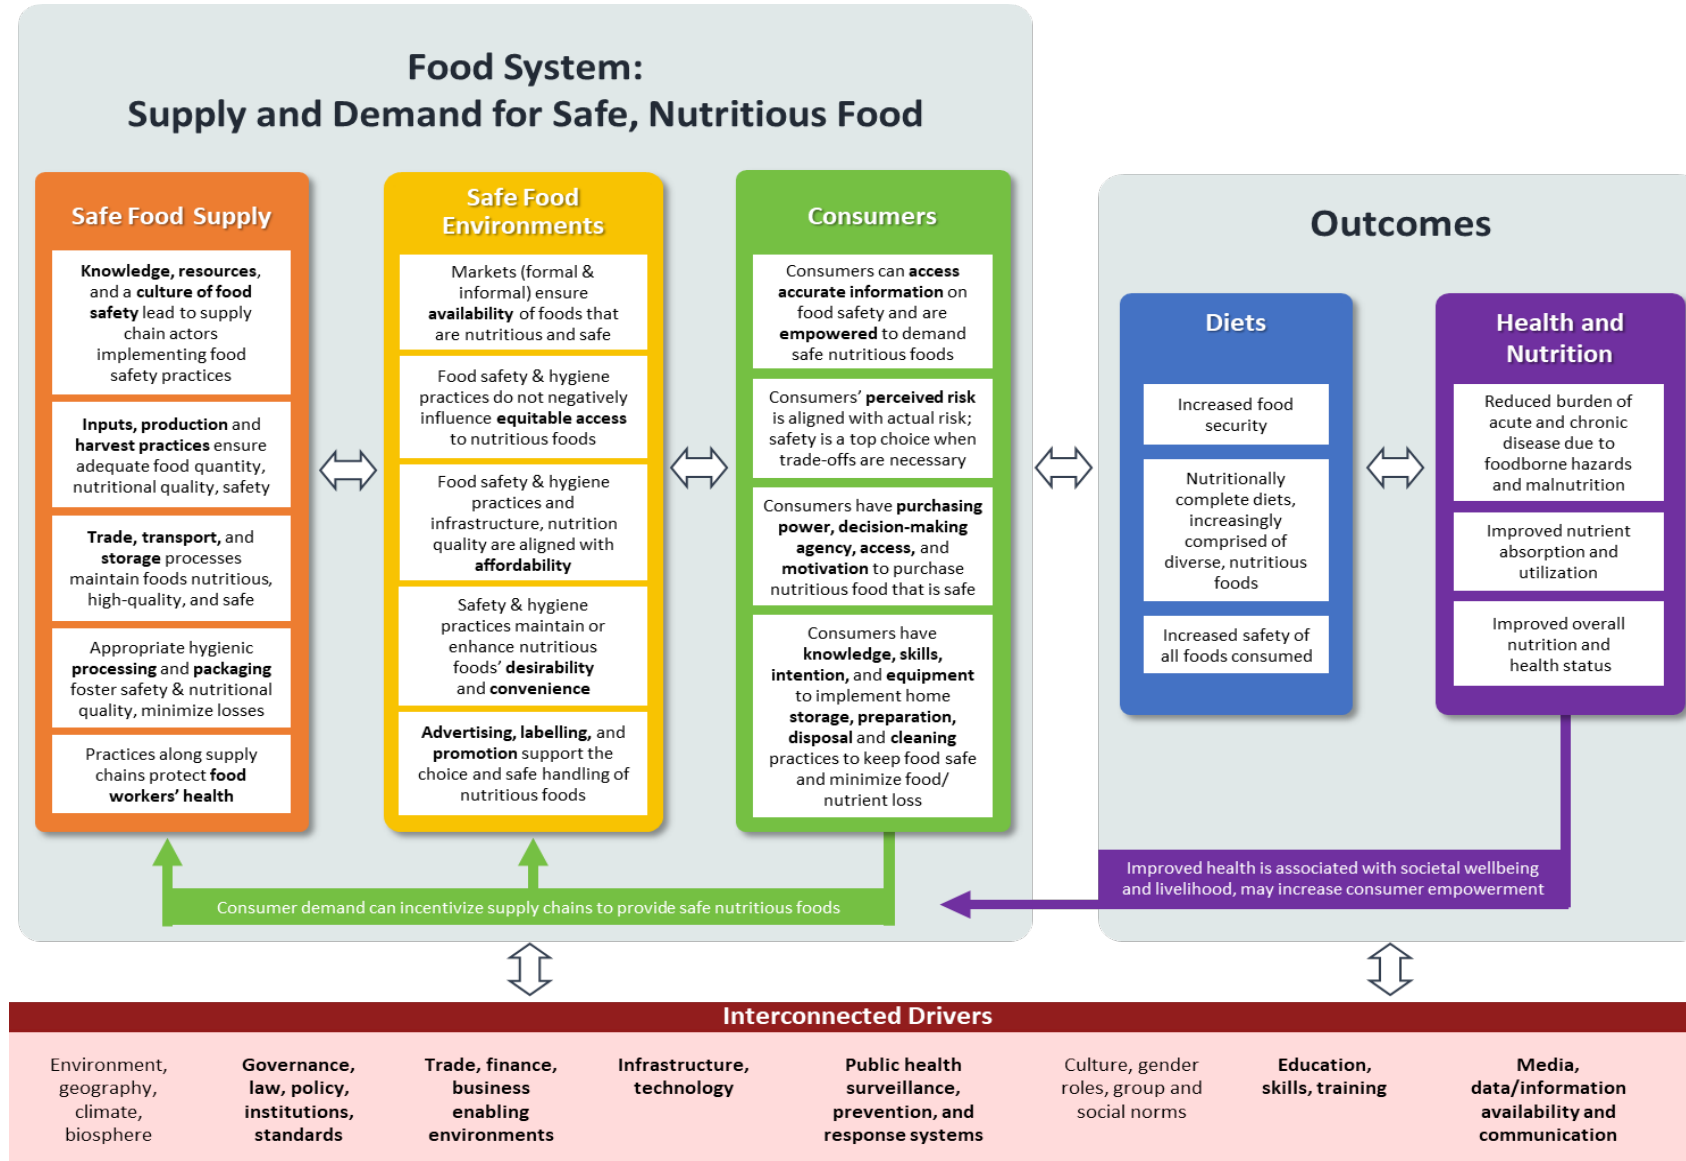 Food System:
Supply and Demand for Safe, Nutritious Food
Safe Food Supply
Knowledge, resources,
and a culture of food
safety lead to supply
chain actors
implementing food
safety practices
Inputs, production and
harvest practices ensure
adequate food quantity,
nutritional quality, safety
Trade, transport, and
storage processes
maintain foods nutritious,
high-quality, and safe
Appropriate hygienic
processing and packaging
foster safety & nutritional
quality, minimize losses
Practices along supply
chains protect food
workers’ health
Safe Food
Environments
Markets (formal &
informal) ensure
availability of foods that
are nutritious and safe
Food safety & hygiene
practices do not negatively
influence equitable access
to nutritious foods
Food safety & hygiene
practices and
infrastructure, nutrition
quality are aligned with
affordability
Safety & hygiene
practices maintain or
enhance nutritious
foods’ desirability
and convenience
Advertising, labelling, and
promotion support the
choice and safe handling of
nutritious foods
Consumers
Consumers can access
accurate information on
food safety and are
empowered to demand
safe nutritious foods
Consumers’ perceived risk
is aligned with actual risk;
safety is a top choice when
trade-offs are necessary
Consumers have purchasing
power, decision-making
agency, access, and
motivation to purchase
nutritious food that is safe
Consumers have
knowledge, skills,
intention, and equipment
to implement home
storage, preparation,
disposal and cleaning
practices to keep food safe
and minimize food/
nutrient loss
Consumer demand can incentivize supply chains to provide safe nutritious foods
Outcomes
Diets
Increased food
security
Nutritionally
complete diets,
increasingly
comprised of
diverse, nutritious
foods
Increased safety of
all foods consumed
Health and
Nutrition
Reduced burden of
acute and chronic
disease due to
foodborne hazards
and malnutrition
Improved nutrient
absorption and
utilization
Improved overall
nutrition and
health status
Improved health is associated with societal wellbeing
and livelihood, may increase consumer empowerment
Interconnected Drivers
Environment,
geography,
climate,
biosphere
Governance,
law, policy,
institutions,
standards
Trade, finance,
business
enabling
environments
Infrastructure,
technology
Public health
surveillance,
prevention, and
response systems
Culture, gender
roles, group and
social norms
Education,
skills, training
Media,
data/information
availability and
communication